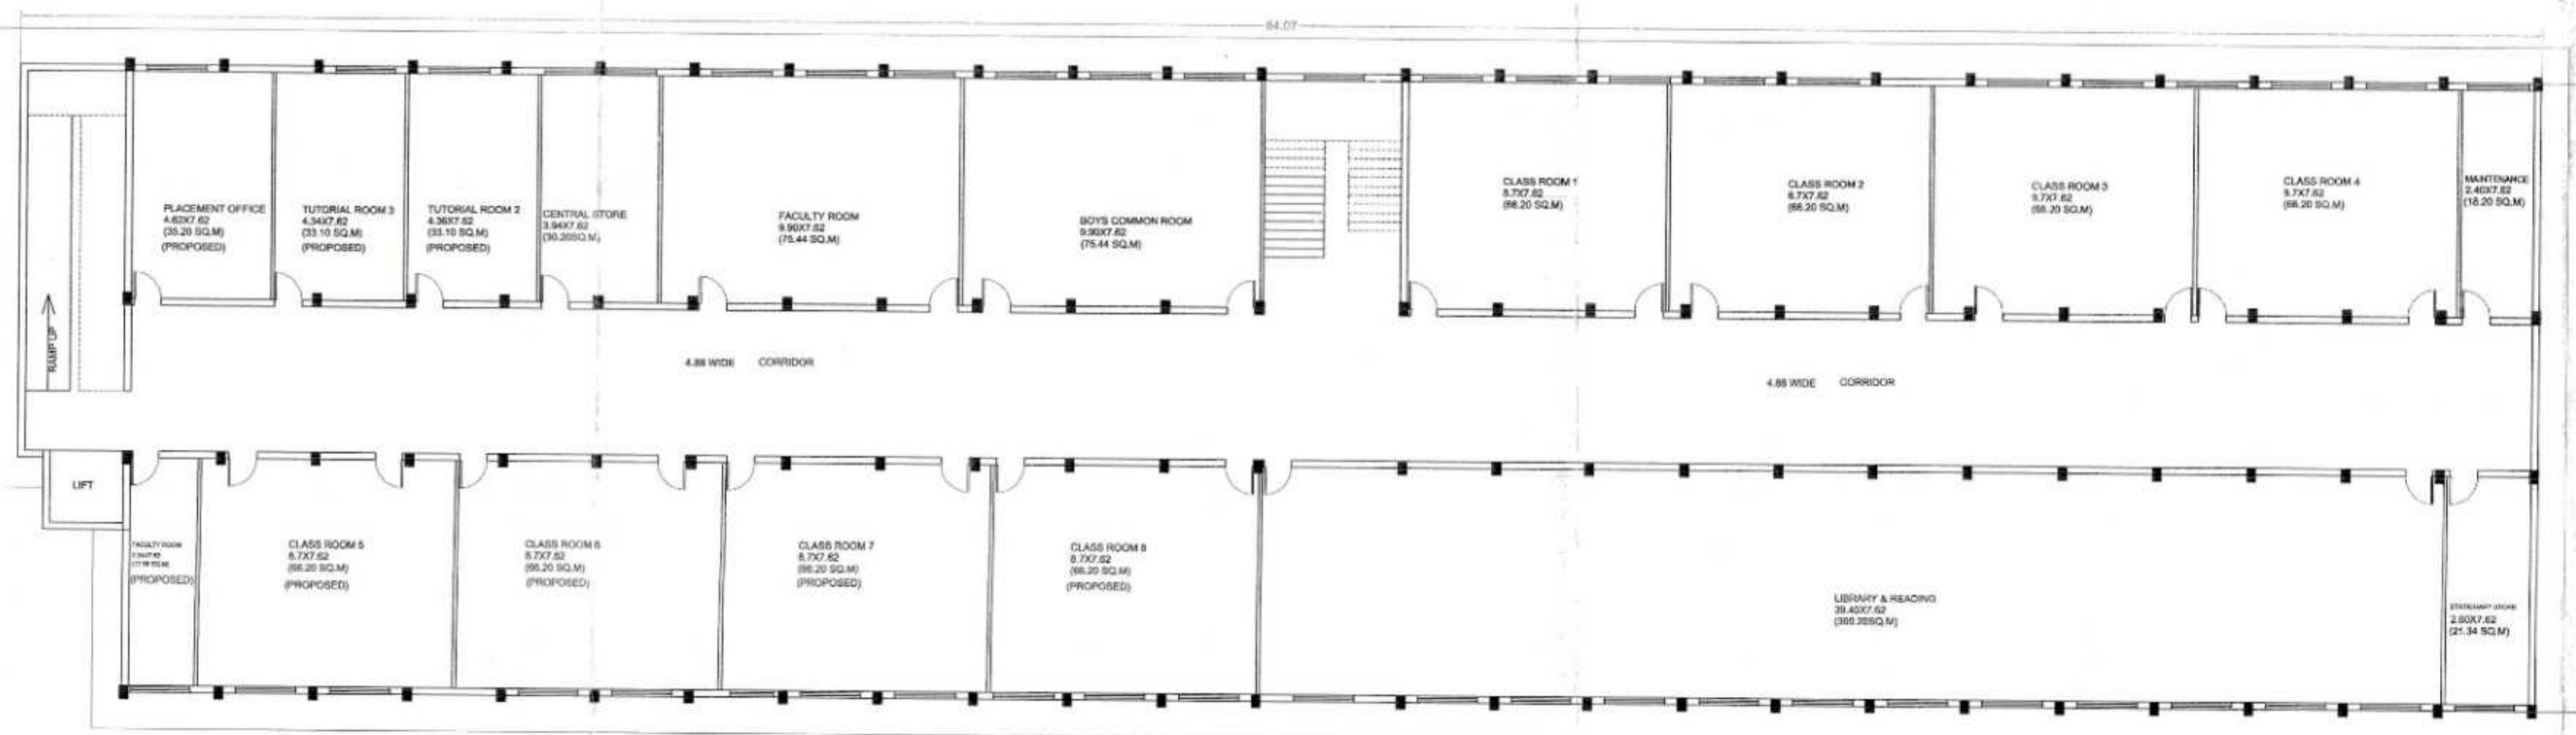 84.07
PLACEMENT OFFICE
4.62X7.62
(35.20 SQ.M)
(PROPOSED)
TUTORIAL ROOM 3
4.34X7.62
(33.10 SQ.M)
(PROPOSED)
TUTORIAL ROOM 2
4.36X7.62
(33.10 SQ.M)
(PROPOSED)
CENTRAL STORE
3.94X7.62
(30.20SQ.M)
FACULTY ROOM
9.90X7.62
(75.44 SQ.M)
BOYS COMMON ROOM
9.90X7.62
(75.44 SQ.M)
CLASS ROOM 1
8.7X7.62
(66.20 SQ.M)
CLASS ROOM 2
8.7X7.62
(66.20 SQ.M)
CLASS ROOM 3
8.7X7.62
(66.20 SQ.M)
CLASS ROOM 4
8.7X7.62
(66.20 SQ.M)
MAINTENANCE
2.40X7.62
(18.20 SQ.M)
RAMP UP
4.88 WIDE CORRIDOR
4.88 WIDE CORRIDOR
LIFT
FACULTY ROOM
(PROPOSED)
CLASS ROOM 5
8.7X7.62
(66.20 SQ.M)
(PROPOSED)
CLASS ROOM 6
8.7X7.62
(66.20 SQ.M)
(PROPOSED)
CLASS ROOM 7
8.7X7.62
(66.20 SQ.M)
(PROPOSED)
CLASS ROOM 8
8.7X7.62
(66.20 SQ.M)
(PROPOSED)
LIBRARY & READING
39.40X7.62
(300.20SQ.M)
2.80X7.62
(21.34 SQ.M)